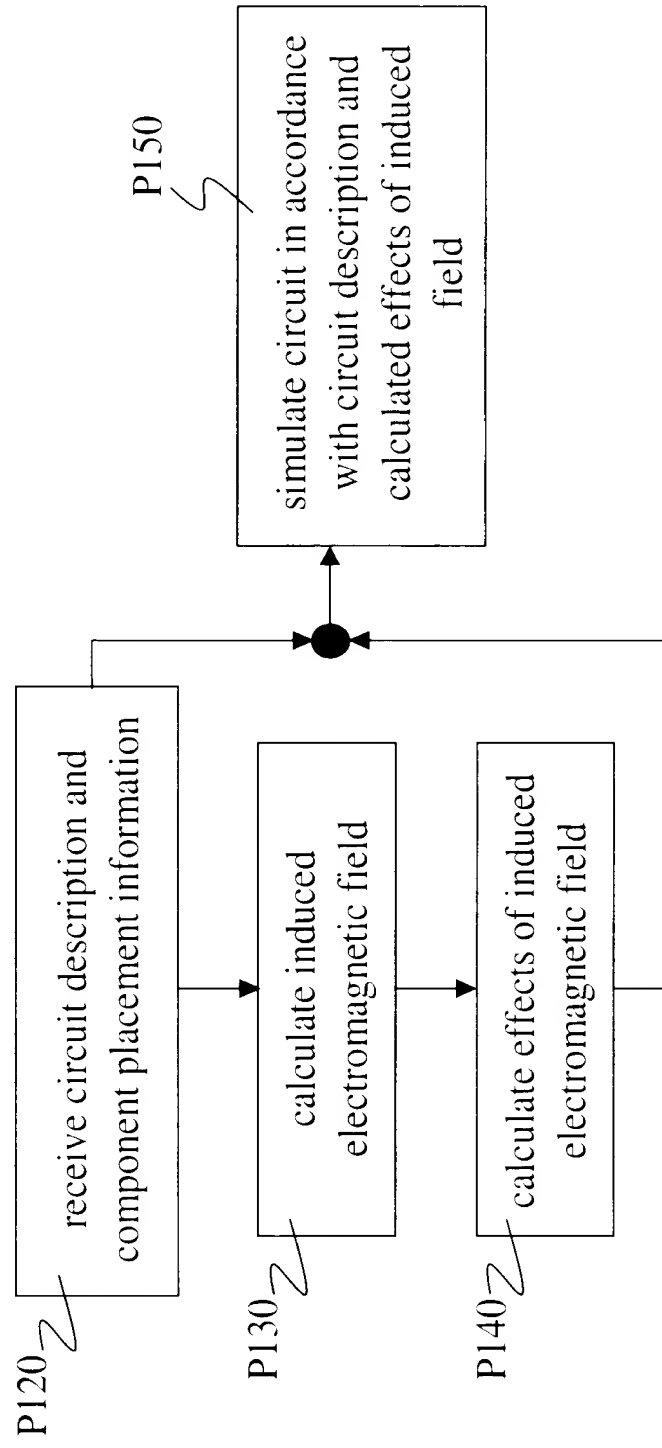 P120
receive circuit description and
component placement information
P130
calculate induced
electromagnetic field
P140
calculate effects of induced
electromagnetic field
P150
simulate circuit in accordance
with circuit description and
calculated effects of induced
field